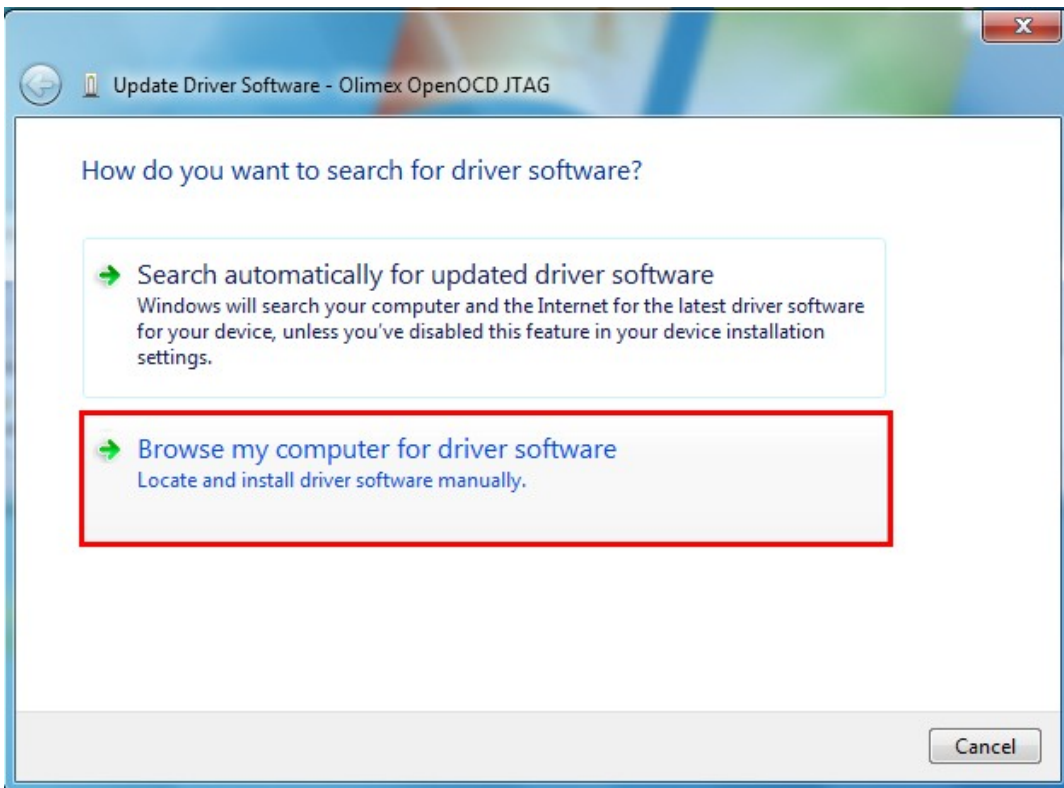 Update Driver Software - Olimex OpenOCD JTAG
How do you want to search for driver software?
Search automatically for updated driver software
Windows will search your computer and the Internet for the latest driver software
for your device, unless you've disabled this feature in your device installation
settings.
Browse my computer for driver software
Locate and install driver software manually.
Cancel